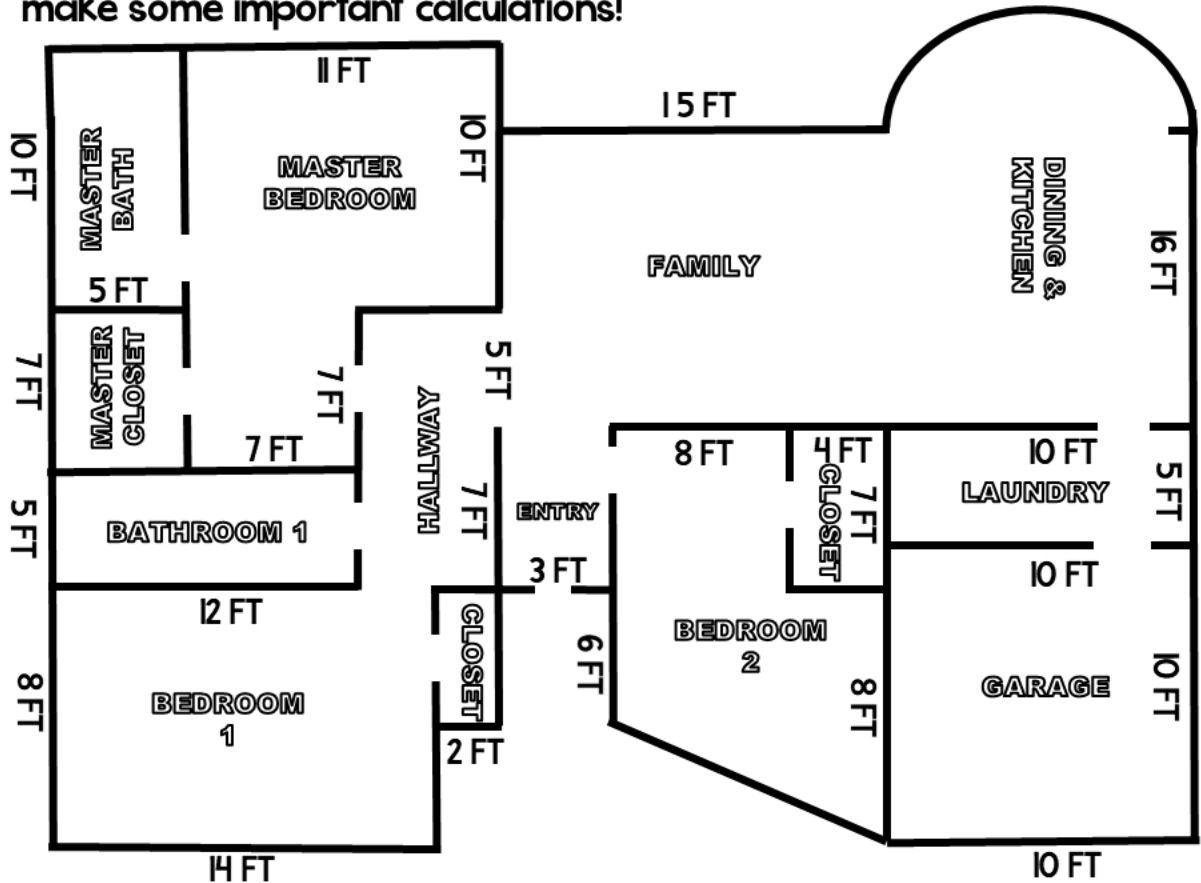 make some important calculations!
11 FT
10 FT
MASTER
BATH
10 FT
MASTER
BEDROOM
15 FT
DINING &
KITCHEN
16 FT
FAMILY
5 FT
7 FT
MASTER
CLOSET
7 FT
7 FT
HALLWAY
5 FT
5 FT
BATHROOM 1
12 FT
7 FT
ENTRY
3 FT
8 FT
4 FT
CLOSET
7 FT
10 FT
LAUNDRY
5 FT
10 FT
8 FT
BEDROOM
1
CLOSET
2 FT
14 FT
6 FT
BEDROOM
2
8 FT
GARAGE
10 FT
10 FT